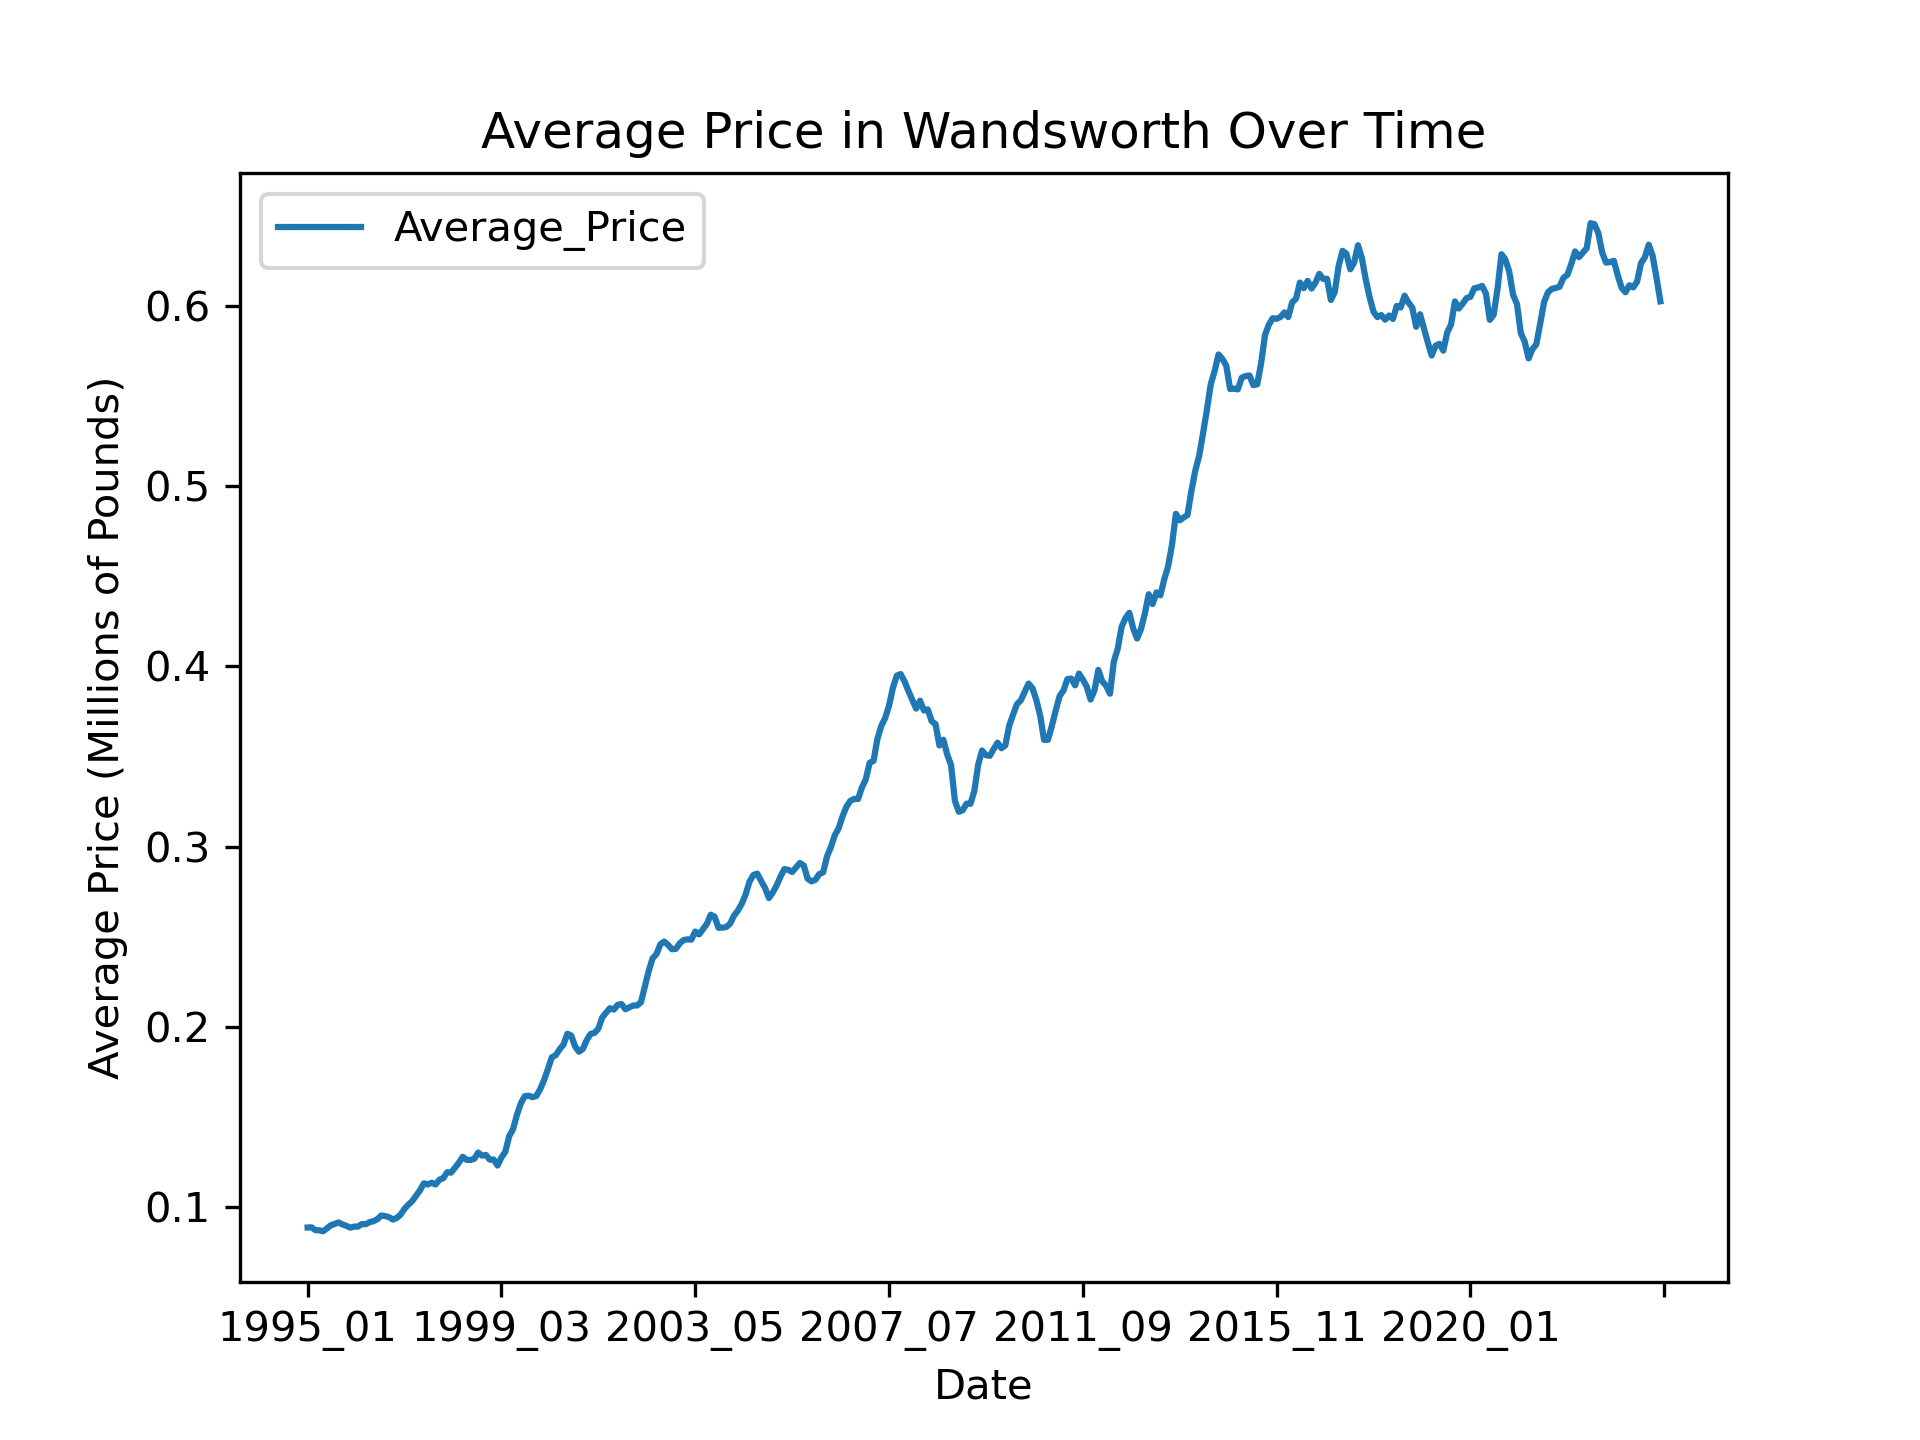 Average Price in Wandsworth Over Time
Average_Price
Average Price (Millions of Pounds)
0.6
0.5
0.4
0.3
0.2
0.1
1995_01 1999_03 2003_05 2007_07 2011_09 2015_11 2020_01
Date